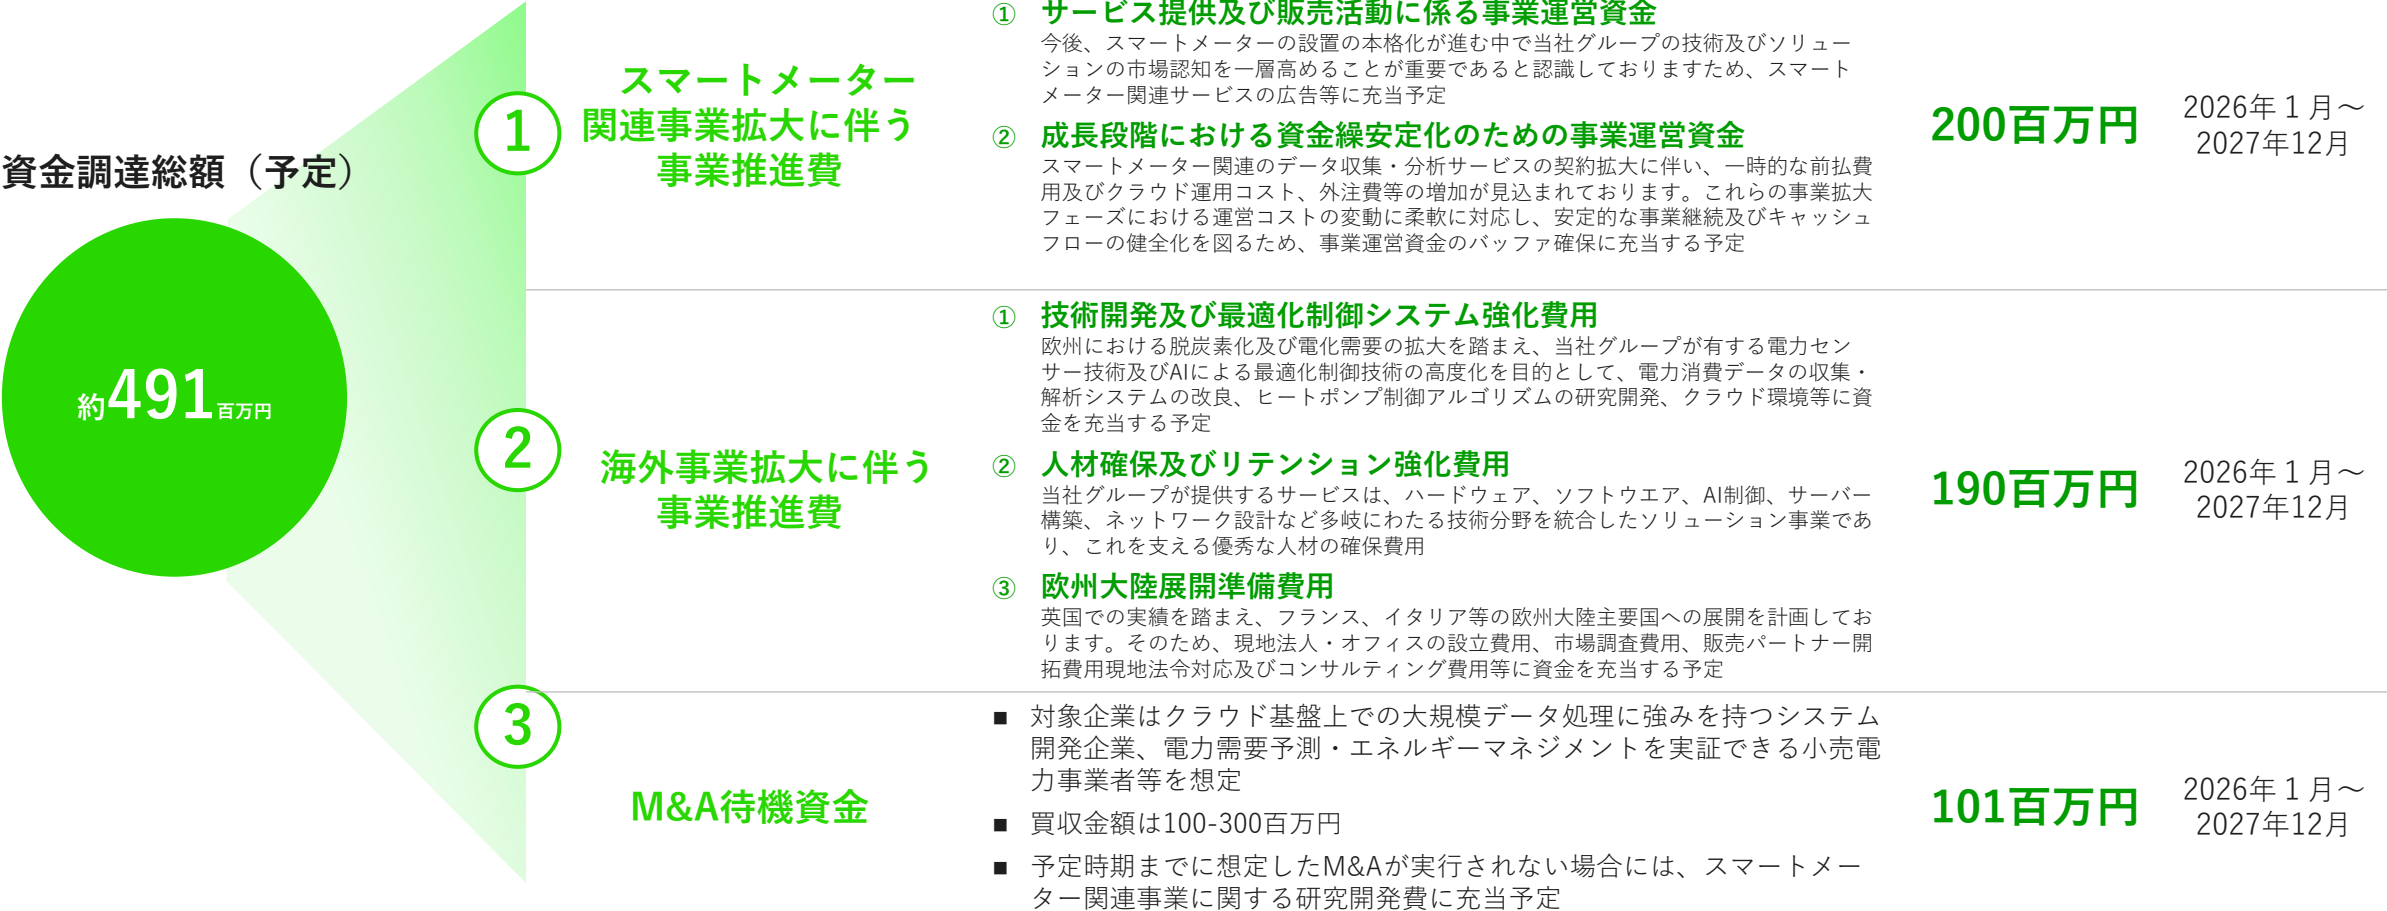 資金調達総額（予定）
約491百万円
1
スマートメーター
関連事業拡大に伴う
事業推進費
① サービス提供及び販売活動に係る事業運営資金
今後、スマートメーターの設置の本格化が進む中で当社グループの技術及びソリュー
ションの市場認知を一層高めることが重要であると認識しておりますため、スマート
メーター関連サービスの広告等に充当予定
② 成長段階における資金繰安定化のための事業運営資金
スマートメーター関連のデータ収集・分析サービスの契約拡大に伴い、一時的な前払費
用及びクラウド運用コスト、外注費等の増加が見込まれております。これらの事業拡大
フェーズにおける運営コストの変動に柔軟に対応し、安定的な事業継続及びキャッシュ
フローの健全化を図るため、事業運営資金のバッファ確保に充当する予定
200百万円
2026年１月～
2027年12月
2
海外事業拡大に伴う
事業推進費
① 技術開発及び最適化制御システム強化費用
欧州における脱炭素化及び電化需要の拡大を踏まえ、当社グループが有する電力セン
サー技術及びAIによる最適化制御技術の高度化を目的として、電力消費データの収集・
解析システムの改良、ヒートポンプ制御アルゴリズムの研究開発、クラウド環境等に資
金を充当する予定
② 人材確保及びリテンション強化費用
当社グループが提供するサービスは、ハードウェア、ソフトウエア、AI制御、サーバー
構築、ネットワーク設計など多岐にわたる技術分野を統合したソリューション事業であ
り、これを支える優秀な人材の確保費用
③ 欧州大陸展開準備費用
英国での実績を踏まえ、フランス、イタリア等の欧州大陸主要国への展開を計画してお
ります。そのため、現地法人・オフィスの設立費用、市場調査費用、販売パートナー開
拓費用現地法令対応及びコンサルティング費用等に資金を充当する予定
190百万円
2026年１月～
2027年12月
3
M&A待機資金
■ 対象企業はクラウド基盤上での大規模データ処理に強みを持つシステム
開発企業、電力需要予測・エネルギーマネジメントを実証できる小売電
力事業者等を想定
■ 買収金額は100-300百万円
■ 予定時期までに想定したM&Aが実行されない場合には、スマートメー
ター関連事業に関する研究開発費に充当予定
101百万円
2026年１月～
2027年12月